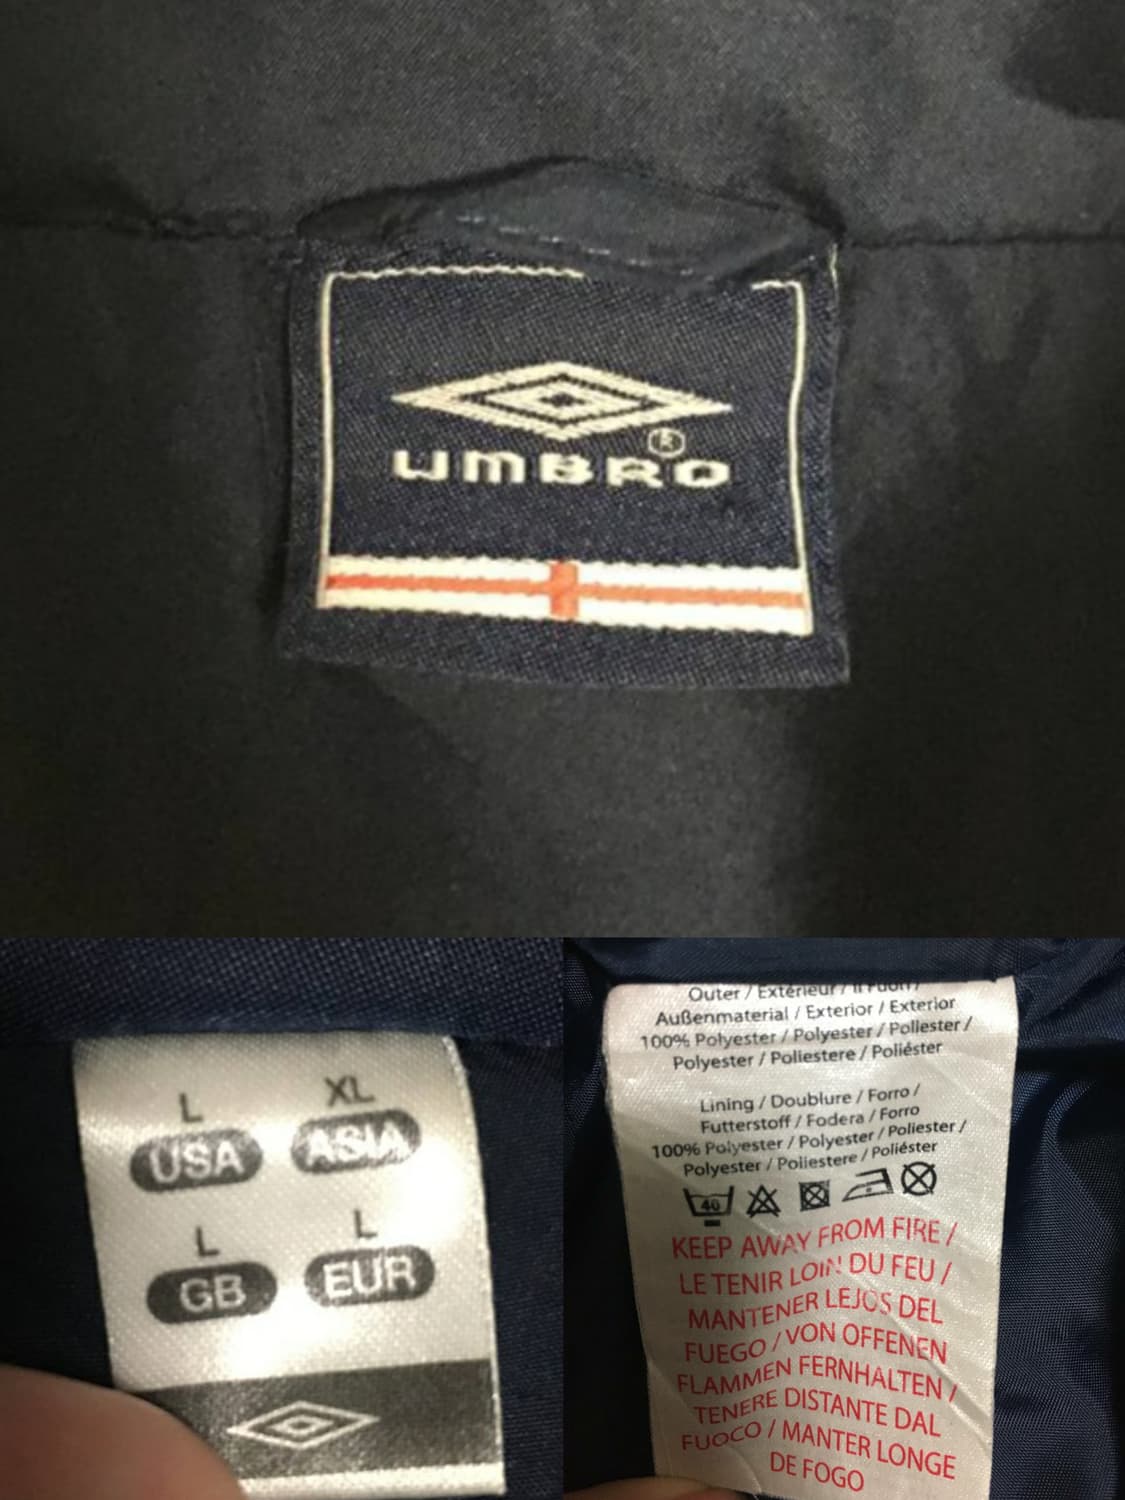 ®
UMBRO
L XL
USA ASIA
L L
GB EUR
Outer / Extérieur /
Außenmaterial / Exterior / Exterior
100% Polyester / Polyester / Poliester /
Polyester / Poliestere / Poliéster
Lining / Doublure / Forro /
Futterstoff / Fodera / Forro
100% Polyester / Polyester / Poliester /
Polyester / Poliestere / Poliéster
40
KEEP AWAY FROM FIRE /
LE TENIR LOIN DU FEU /
MANTENER LEJOS DEL
FUEGO / VON OFFENEN
FLAMMEN FERNHALTEN /
TENERE DISTANTE DAL
FUOCO / MANTER LONGE
DE FOGO